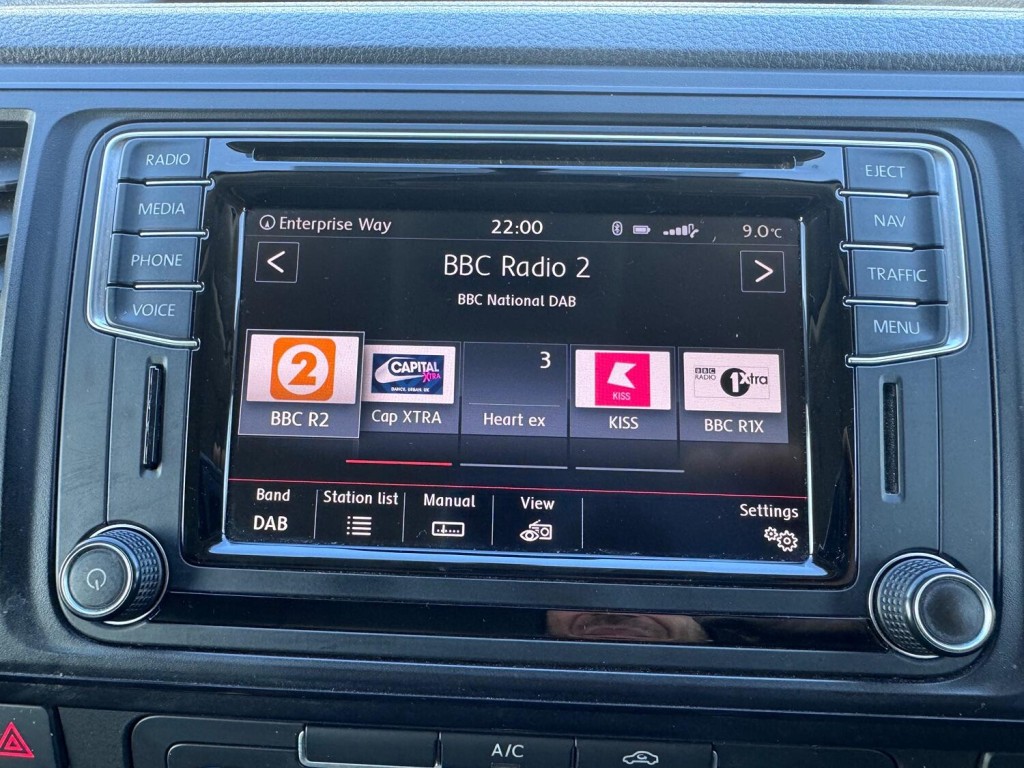 RADIO
MEDIA
PHONE
VOICE
EJECT
NAV
TRAFFIC
MENU
Enterprise Way 22:00 9.0°C
<
BBC Radio 2
>
BBC National DAB
2
BBC R2
CAPITAL
XTRA
Cap XTRA
3
Heart ex
KISS
KISS
BBC
RADIO 1Xtra
BBC R1X
Band Station list Manual View Settings
DAB
A/C